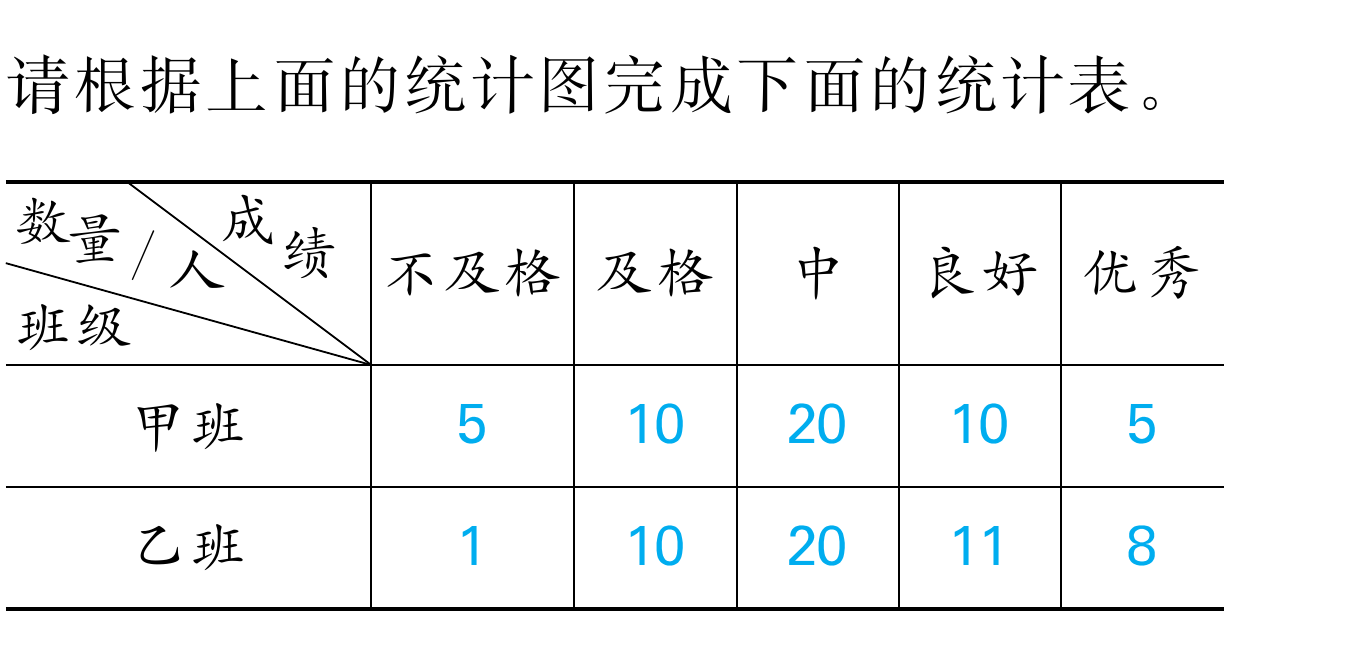 请根据上面的统计图完成下面的统计表。
数量/人 成绩 班级 不及格 及格 中 良好 优秀
甲班 5 10 20 10 5
乙班 1 10 20 11 8